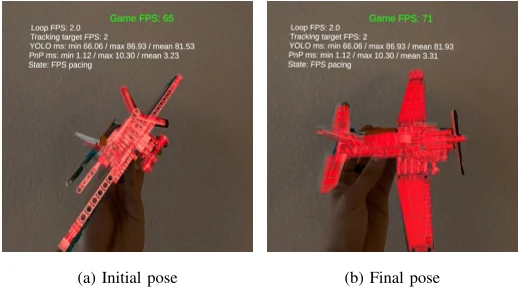 Game FPS: 65
Loop FPS: 2.0
Tracking target FPS: 2
YOLO ms: min 66.06 / max 86.93 / mean 81.53
PnP ms: min 1.12 / max 10.30 / mean 3.23
State: FPS pacing
(a) Initial pose
Game FPS: 71
Loop FPS: 2.0
Tracking target FPS: 2
YOLO ms: min 66.06 / max 86.93 / mean 81.93
PnP ms: min 1.12 / max 10.30 / mean 3.31
State: FPS pacing
(b) Final pose